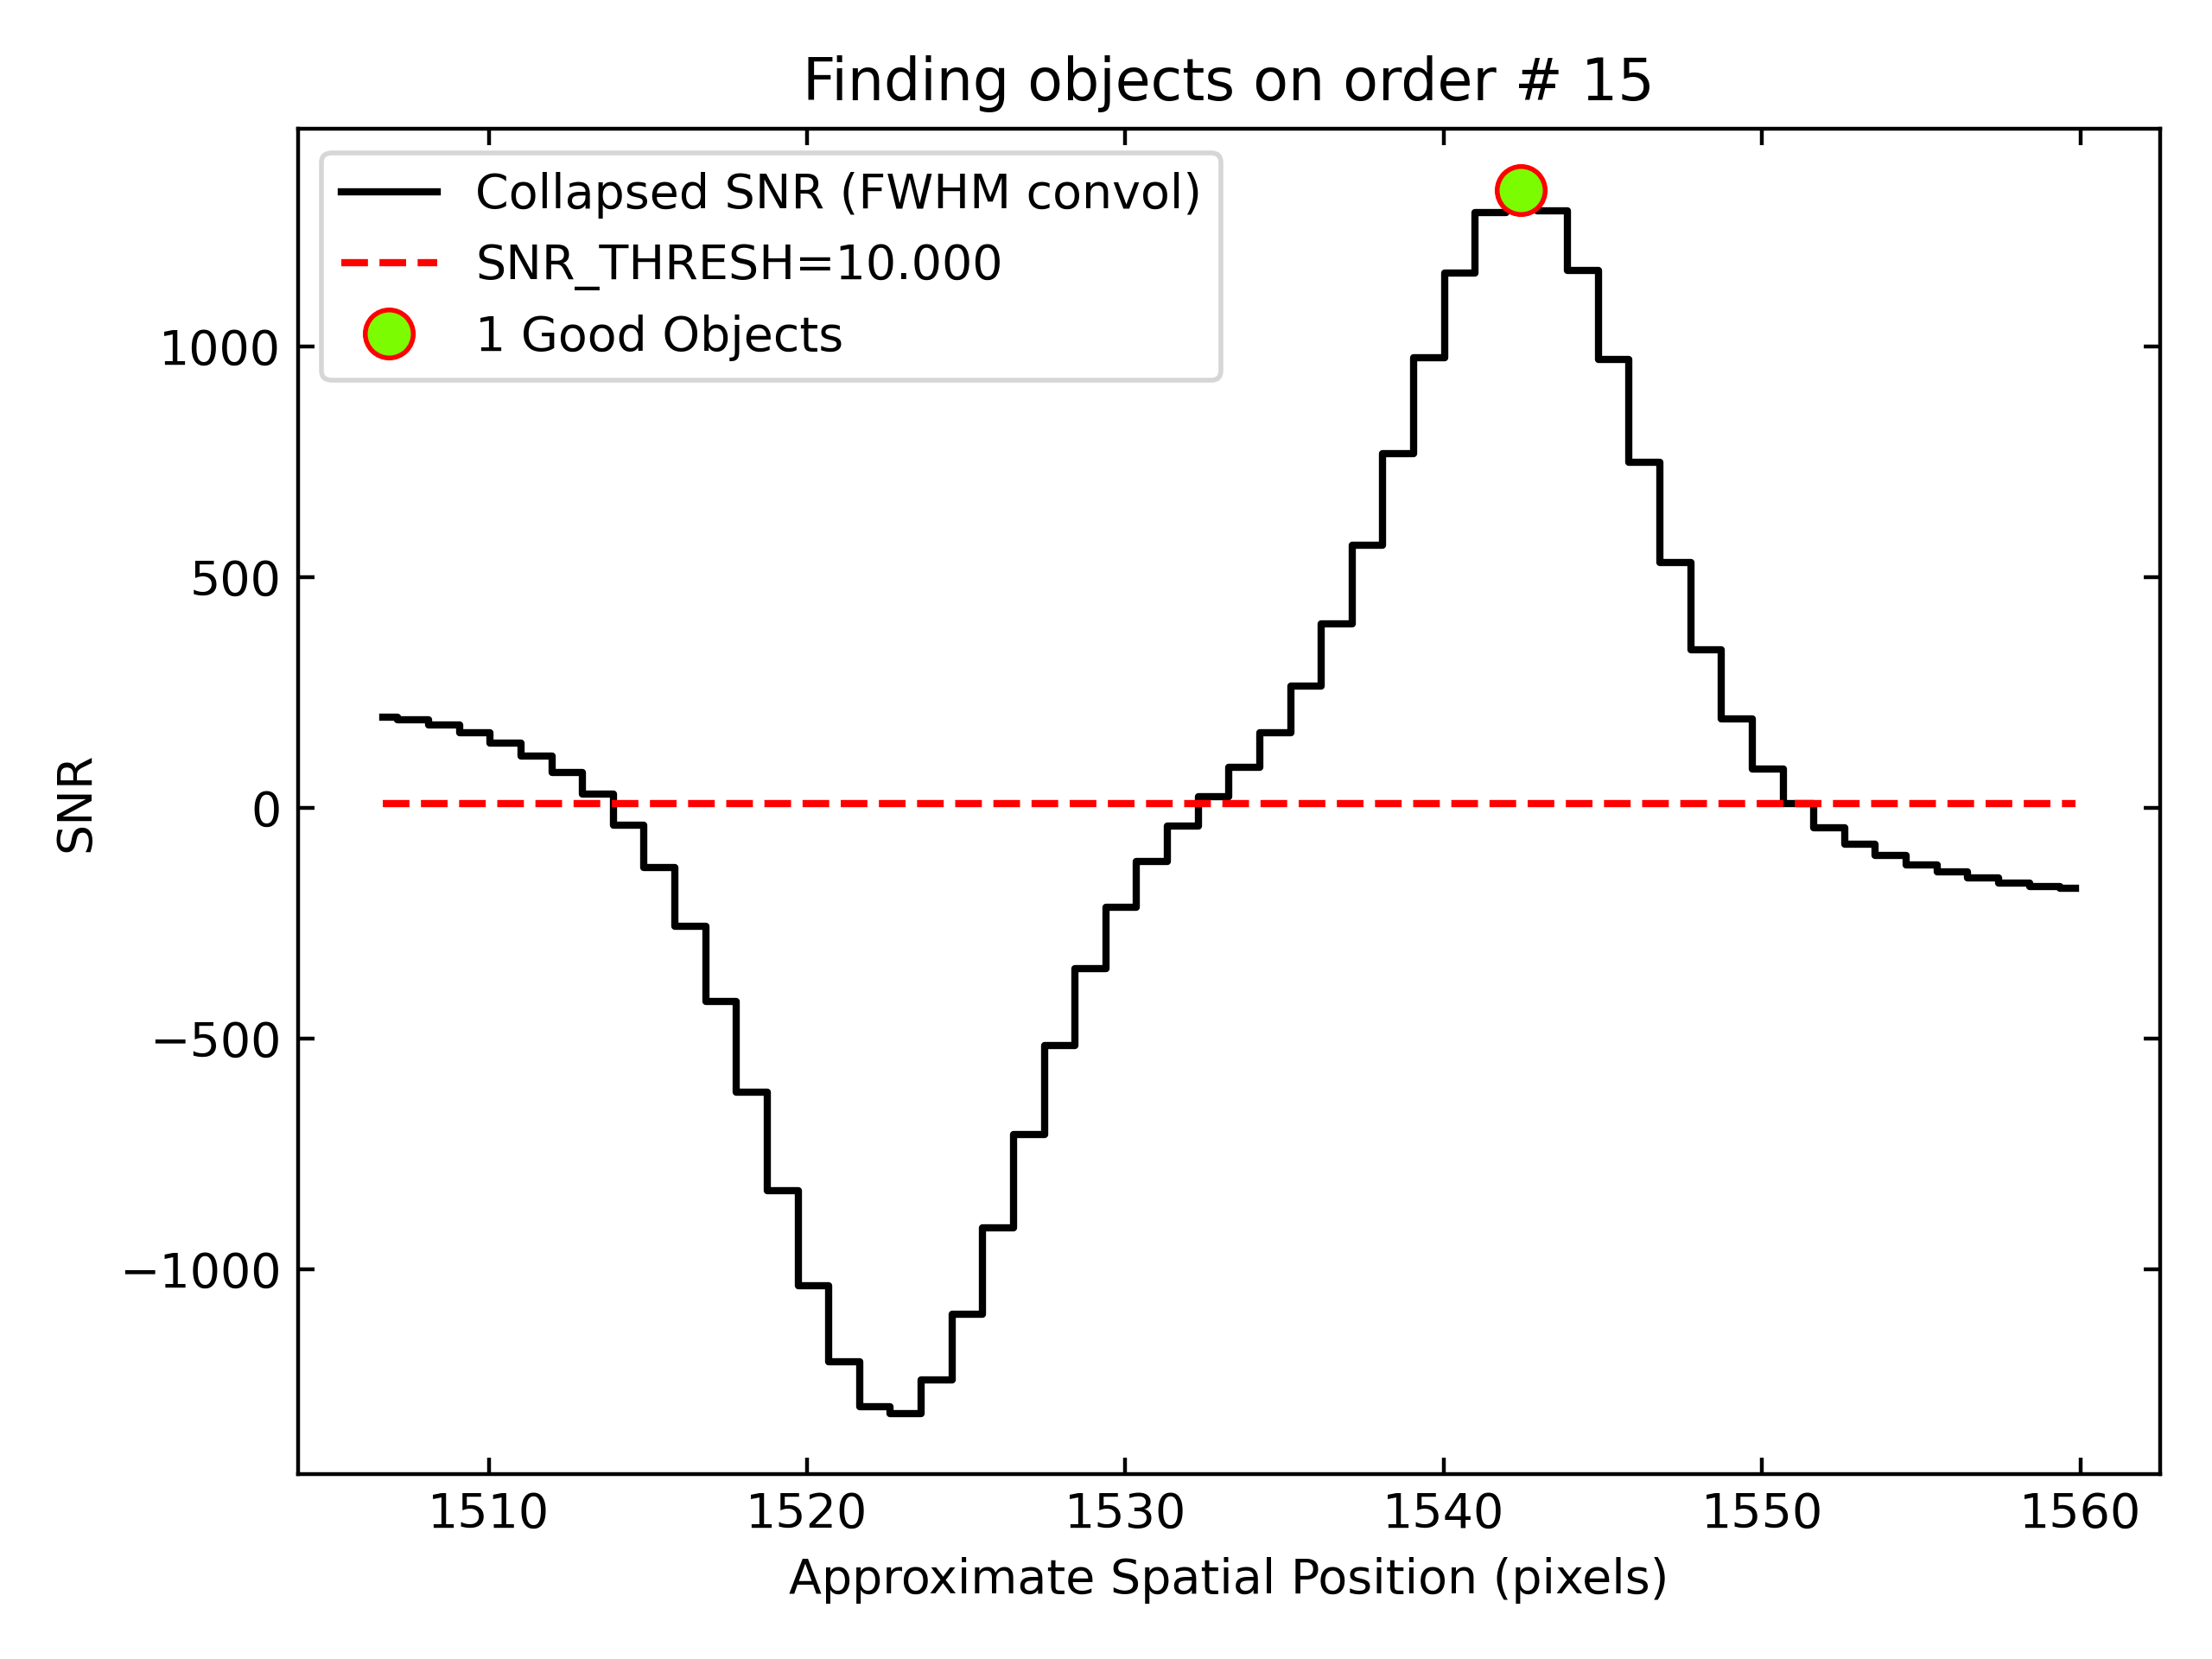 Finding objects on order # 15
Collapsed SNR (FWHM convol)
SNR_THRESH=10.000
1 Good Objects
1000
500
0
−500
−1000
SNR
1510 1520 1530 1540 1550 1560
Approximate Spatial Position (pixels)